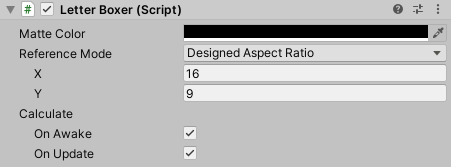 Letter Boxer (Script)
Matte Color
Reference Mode Designed Aspect Ratio
X 16
Y 9
Calculate
On Awake
On Update